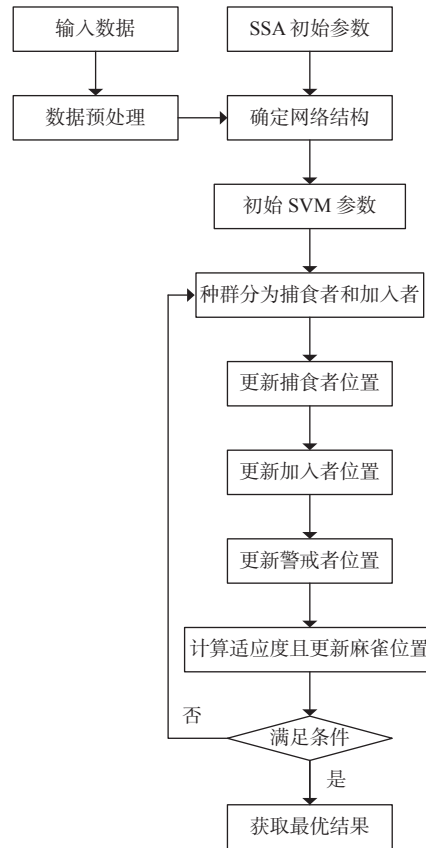 输入数据
SSA 初始参数
数据预处理
确定网络结构
初始 SVM 参数
种群分为捕食者和加入者
更新捕食者位置
更新加入者位置
更新警戒者位置
计算适应度且更新麻雀位置
否
满足条件
是
获取最优结果